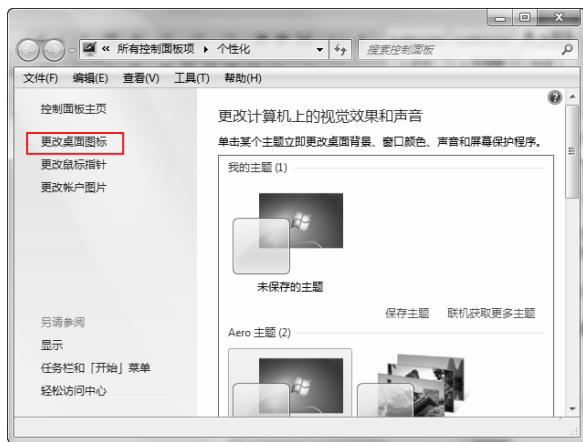 « 所有控制面板项 ▸ 个性化
搜索控制面板
文件(F) 编辑(E) 查看(V) 工具(T) 帮助(H)
控制面板主页
更改桌面图标
更改鼠标指针
更改帐户图片
另请参阅
显示
任务栏和「开始」菜单
轻松访问中心
更改计算机上的视觉效果和声音
单击某个主题立即更改桌面背景、窗口颜色、声音和屏幕保护程序。
我的主题 (1)
未保存的主题
保存主题 联机获取更多主题
Aero 主题 (2)